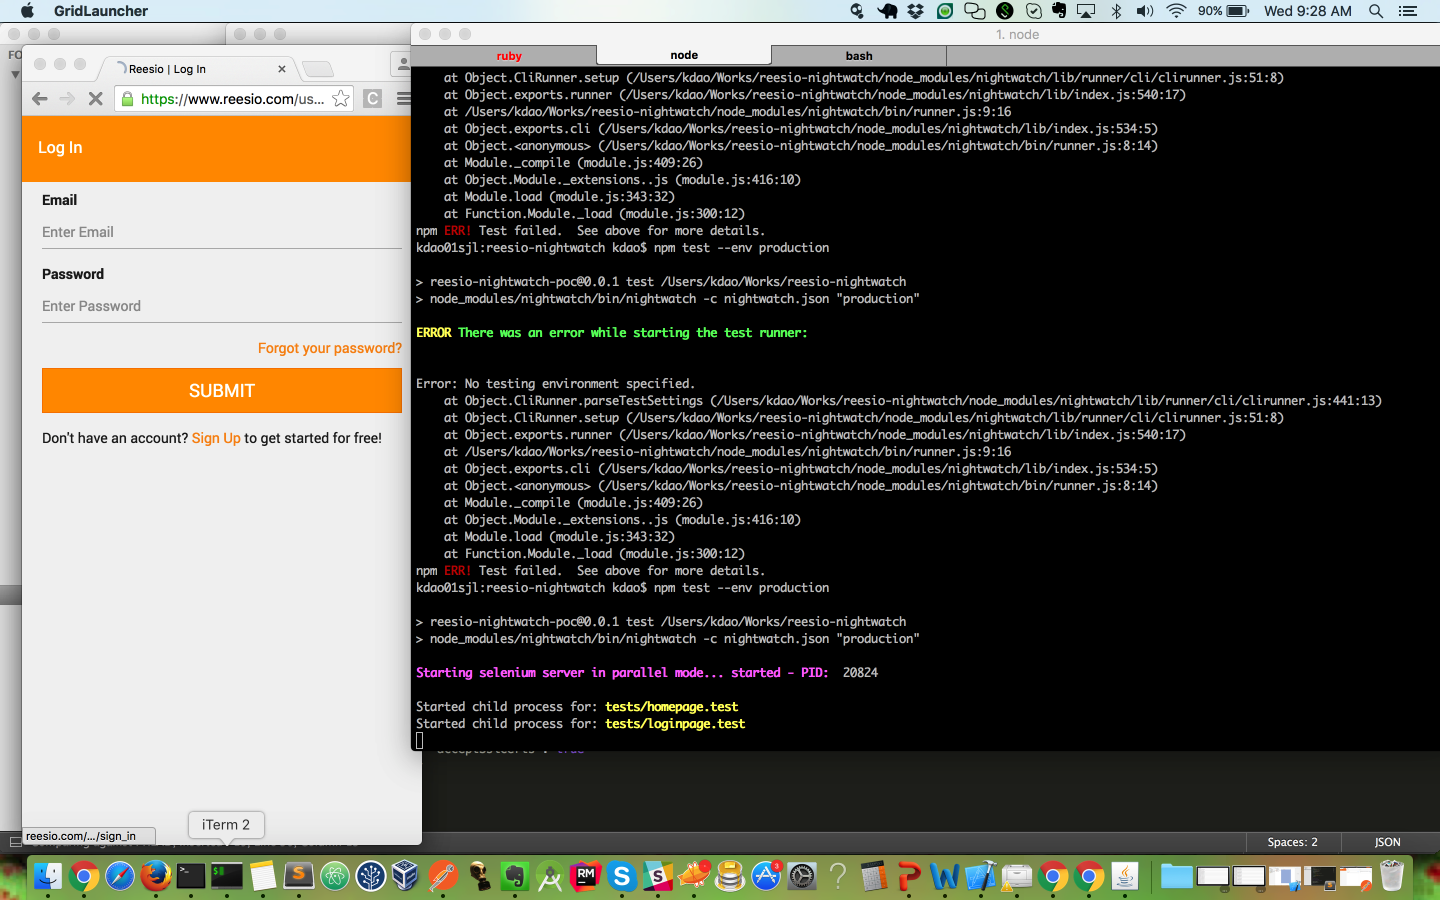 GridLauncher
90%
Wed 9:28 AM
FO
Reesio | Log In
https://www.reesio.com/us...
C
Log In
Email
Enter Email
Password
Enter Password
Forgot your password?
SUBMIT
Don't have an account? Sign Up to get started for free!
reesio.com/.../sign_in
iTerm 2
1. node
ruby
node
bash
at Object.CliRunner.setup (/Users/kdao/Works/reesio-nightwatch/node_modules/nightwatch/lib/runner/cli/clirunner.js:51:8)
at Object.exports.runner (/Users/kdao/Works/reesio-nightwatch/node_modules/nightwatch/lib/index.js:540:17)
at /Users/kdao/Works/reesio-nightwatch/node_modules/nightwatch/bin/runner.js:9:16
at Object.exports.cli (/Users/kdao/Works/reesio-nightwatch/node_modules/nightwatch/lib/index.js:534:5)
at Object.<anonymous> (/Users/kdao/Works/reesio-nightwatch/node_modules/nightwatch/bin/runner.js:8:14)
at Module._compile (module.js:409:26)
at Object.Module._extensions..js (module.js:416:10)
at Module.load (module.js:343:32)
at Function.Module._load (module.js:300:12)
npm ERR! Test failed.  See above for more details.
kdao01sjl:reesio-nightwatch kdao$ npm test --env production
> reesio-nightwatch-poc@0.0.1 test /Users/kdao/Works/reesio-nightwatch
> node_modules/nightwatch/bin/nightwatch -c nightwatch.json "production"
ERROR There was an error while starting the test runner:
Error: No testing environment specified.
at Object.CliRunner.parseTestSettings (/Users/kdao/Works/reesio-nightwatch/node_modules/nightwatch/lib/runner/cli/clirunner.js:441:13)
at Object.CliRunner.setup (/Users/kdao/Works/reesio-nightwatch/node_modules/nightwatch/lib/runner/cli/clirunner.js:51:8)
at Object.exports.runner (/Users/kdao/Works/reesio-nightwatch/node_modules/nightwatch/lib/index.js:540:17)
at /Users/kdao/Works/reesio-nightwatch/node_modules/nightwatch/bin/runner.js:9:16
at Object.exports.cli (/Users/kdao/Works/reesio-nightwatch/node_modules/nightwatch/lib/index.js:534:5)
at Object.<anonymous> (/Users/kdao/Works/reesio-nightwatch/node_modules/nightwatch/bin/runner.js:8:14)
at Module._compile (module.js:409:26)
at Object.Module._extensions..js (module.js:416:10)
at Module.load (module.js:343:32)
at Function.Module._load (module.js:300:12)
npm ERR! Test failed.  See above for more details.
kdao01sjl:reesio-nightwatch kdao$ npm test --env production
> reesio-nightwatch-poc@0.0.1 test /Users/kdao/Works/reesio-nightwatch
> node_modules/nightwatch/bin/nightwatch -c nightwatch.json "production"
Starting selenium server in parallel mode... started - PID:  20824
Started child process for: tests/homepage.test
Started child process for: tests/loginpage.test
Spaces: 2
JSON
RM
3